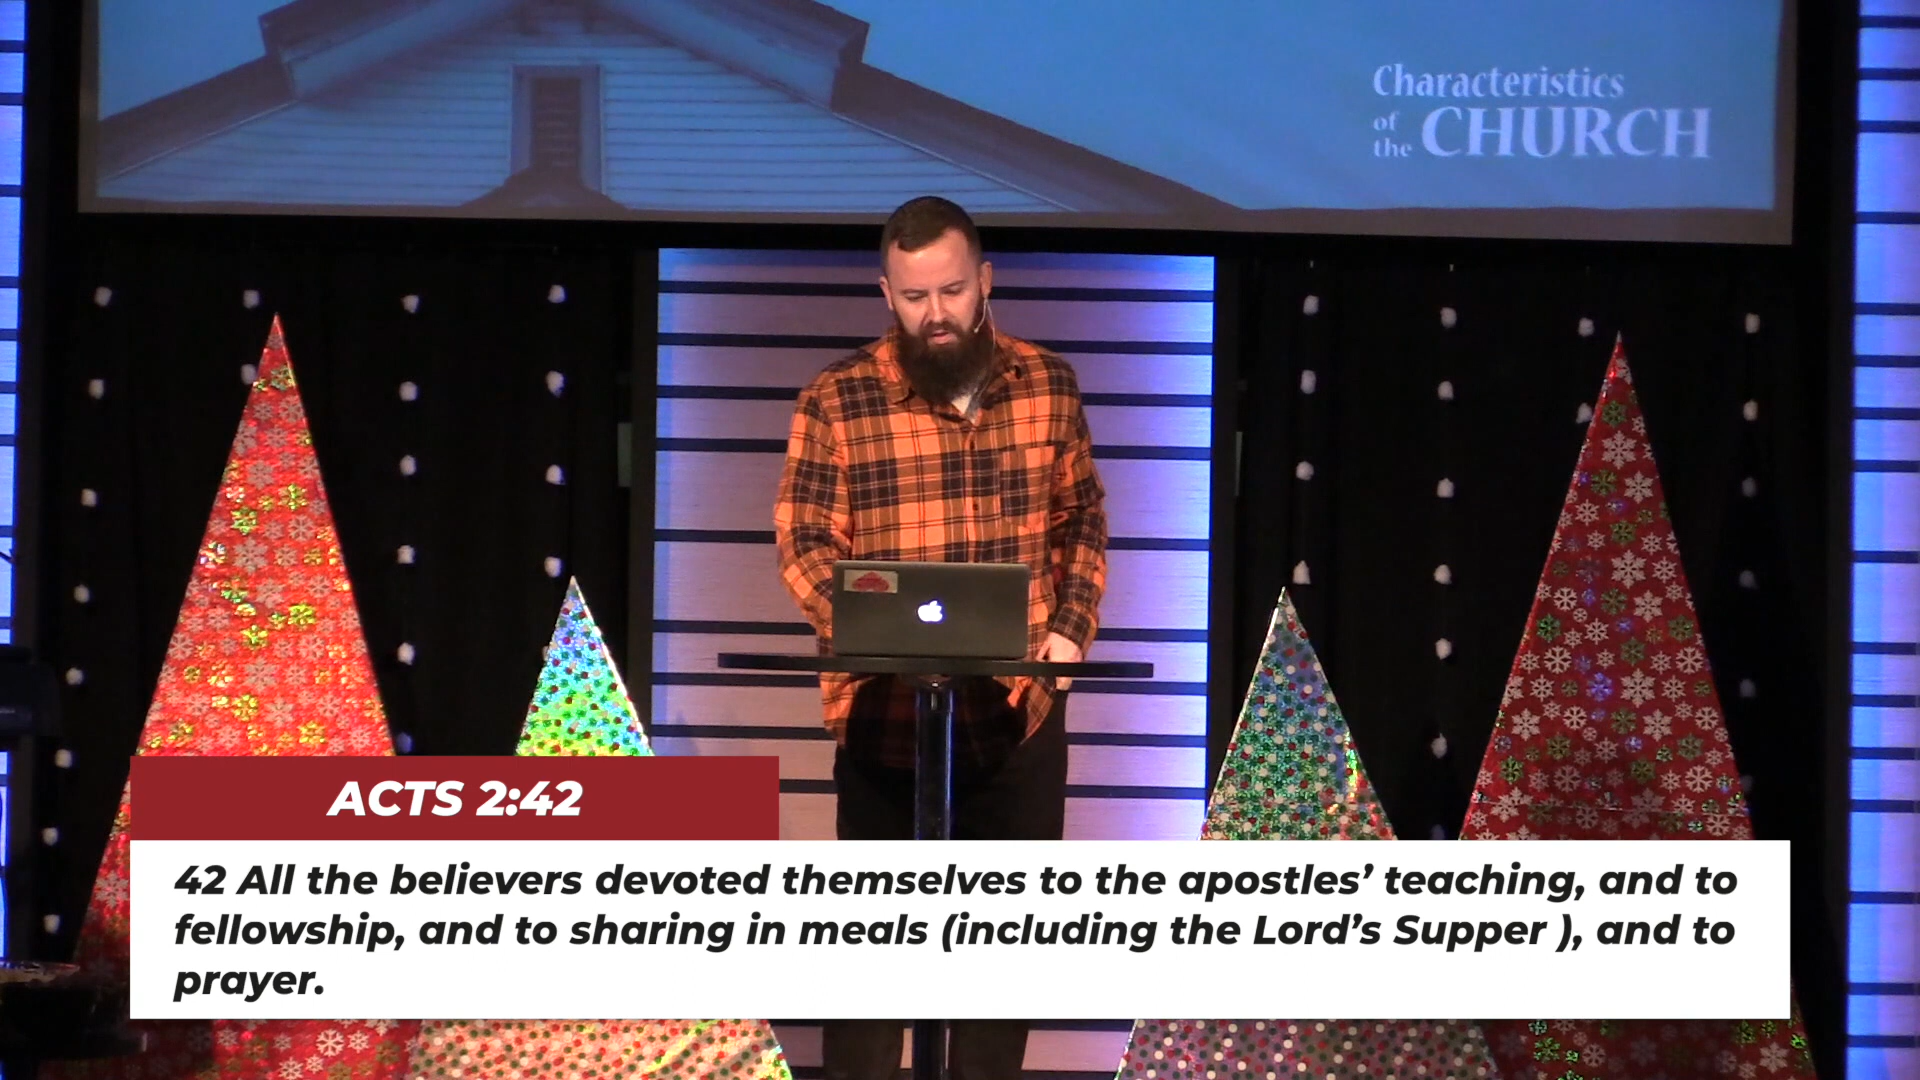 Characteristics
of
the CHURCH
ACTS 2:42
42 All the believers devoted themselves to the apostles’ teaching, and to
fellowship, and to sharing in meals (including the Lord’s Supper ), and to
prayer.